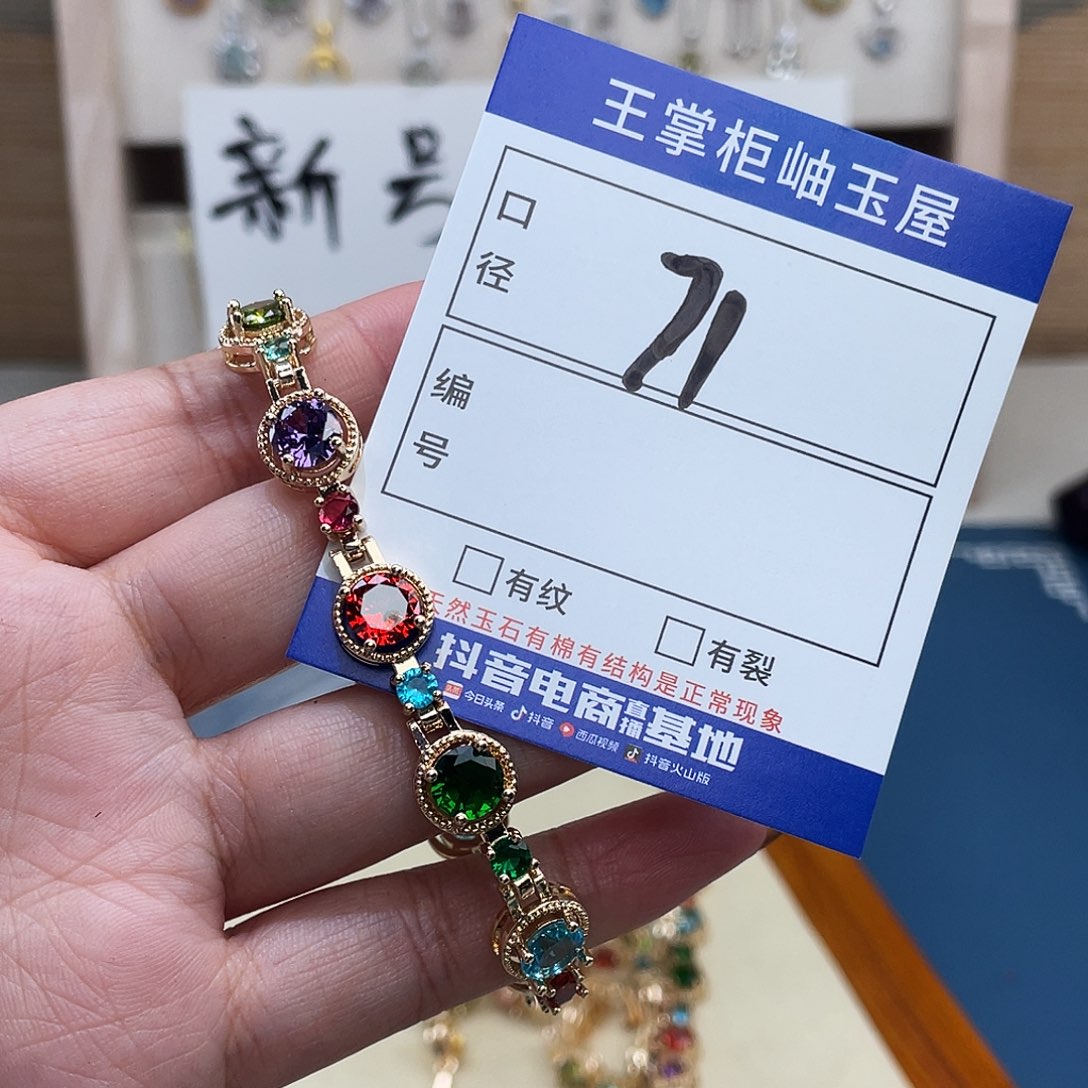 新号
王掌柜岫玉屋
口径
71
编号
有纹
有裂
天然玉石有棉有结构是正常现象
抖音电商直播基地
今日头条 抖音 西瓜视频 抖音火山版